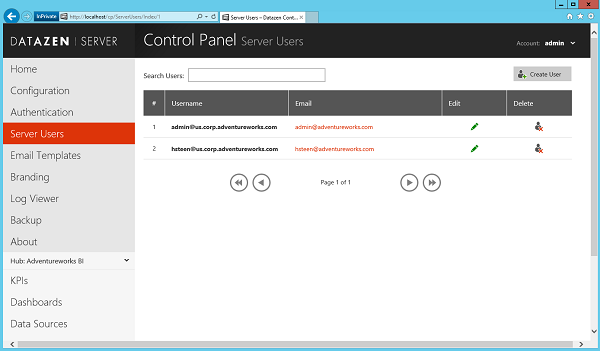 InPrivate http://localhost/cp/ServerUsers/Index/1 Server Users – Datazen Cont...
DATAZEN | SERVER
Control Panel Server Users
Account: admin
Home
Configuration
Authentication
Server Users
Email Templates
Branding
Log Viewer
Backup
About
Hub: Adventureworks BI
KPIs
Dashboards
Data Sources
Search Users:
Create User
# Username Email Edit Delete
1 admin@us.corp.adventureworks.com admin@adventureworks.com
2 hsteen@us.corp.adventureworks.com hsteen@adventureworks.com
Page 1 of 1